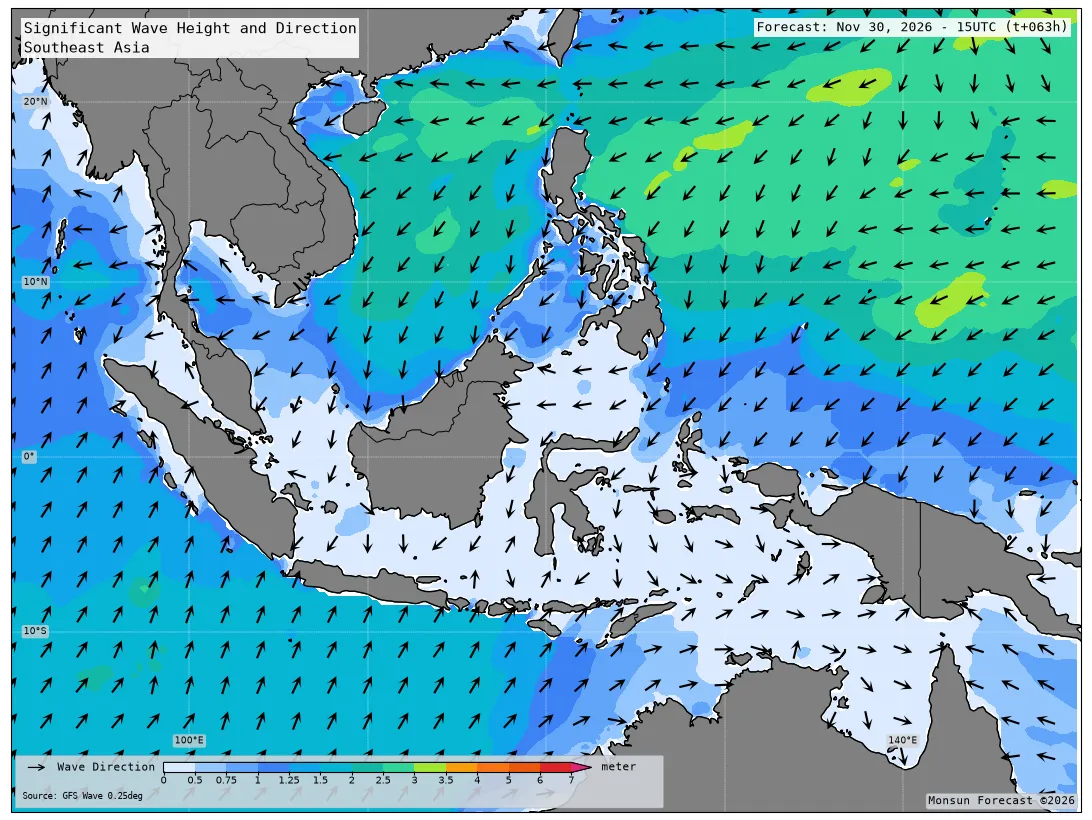 Significant Wave Height and Direction
Southeast Asia
Forecast: Nov 30, 2026 - 15UTC (t+063h)
20°N
10°N
0°
10°S
100°E
140°E
Wave Direction
meter
0 0.5 0.75 1 1.25 1.5 2 2.5 3 3.5 4 5 6 7
Source: GFS Wave 0.25deg
Monsun Forecast ©2026